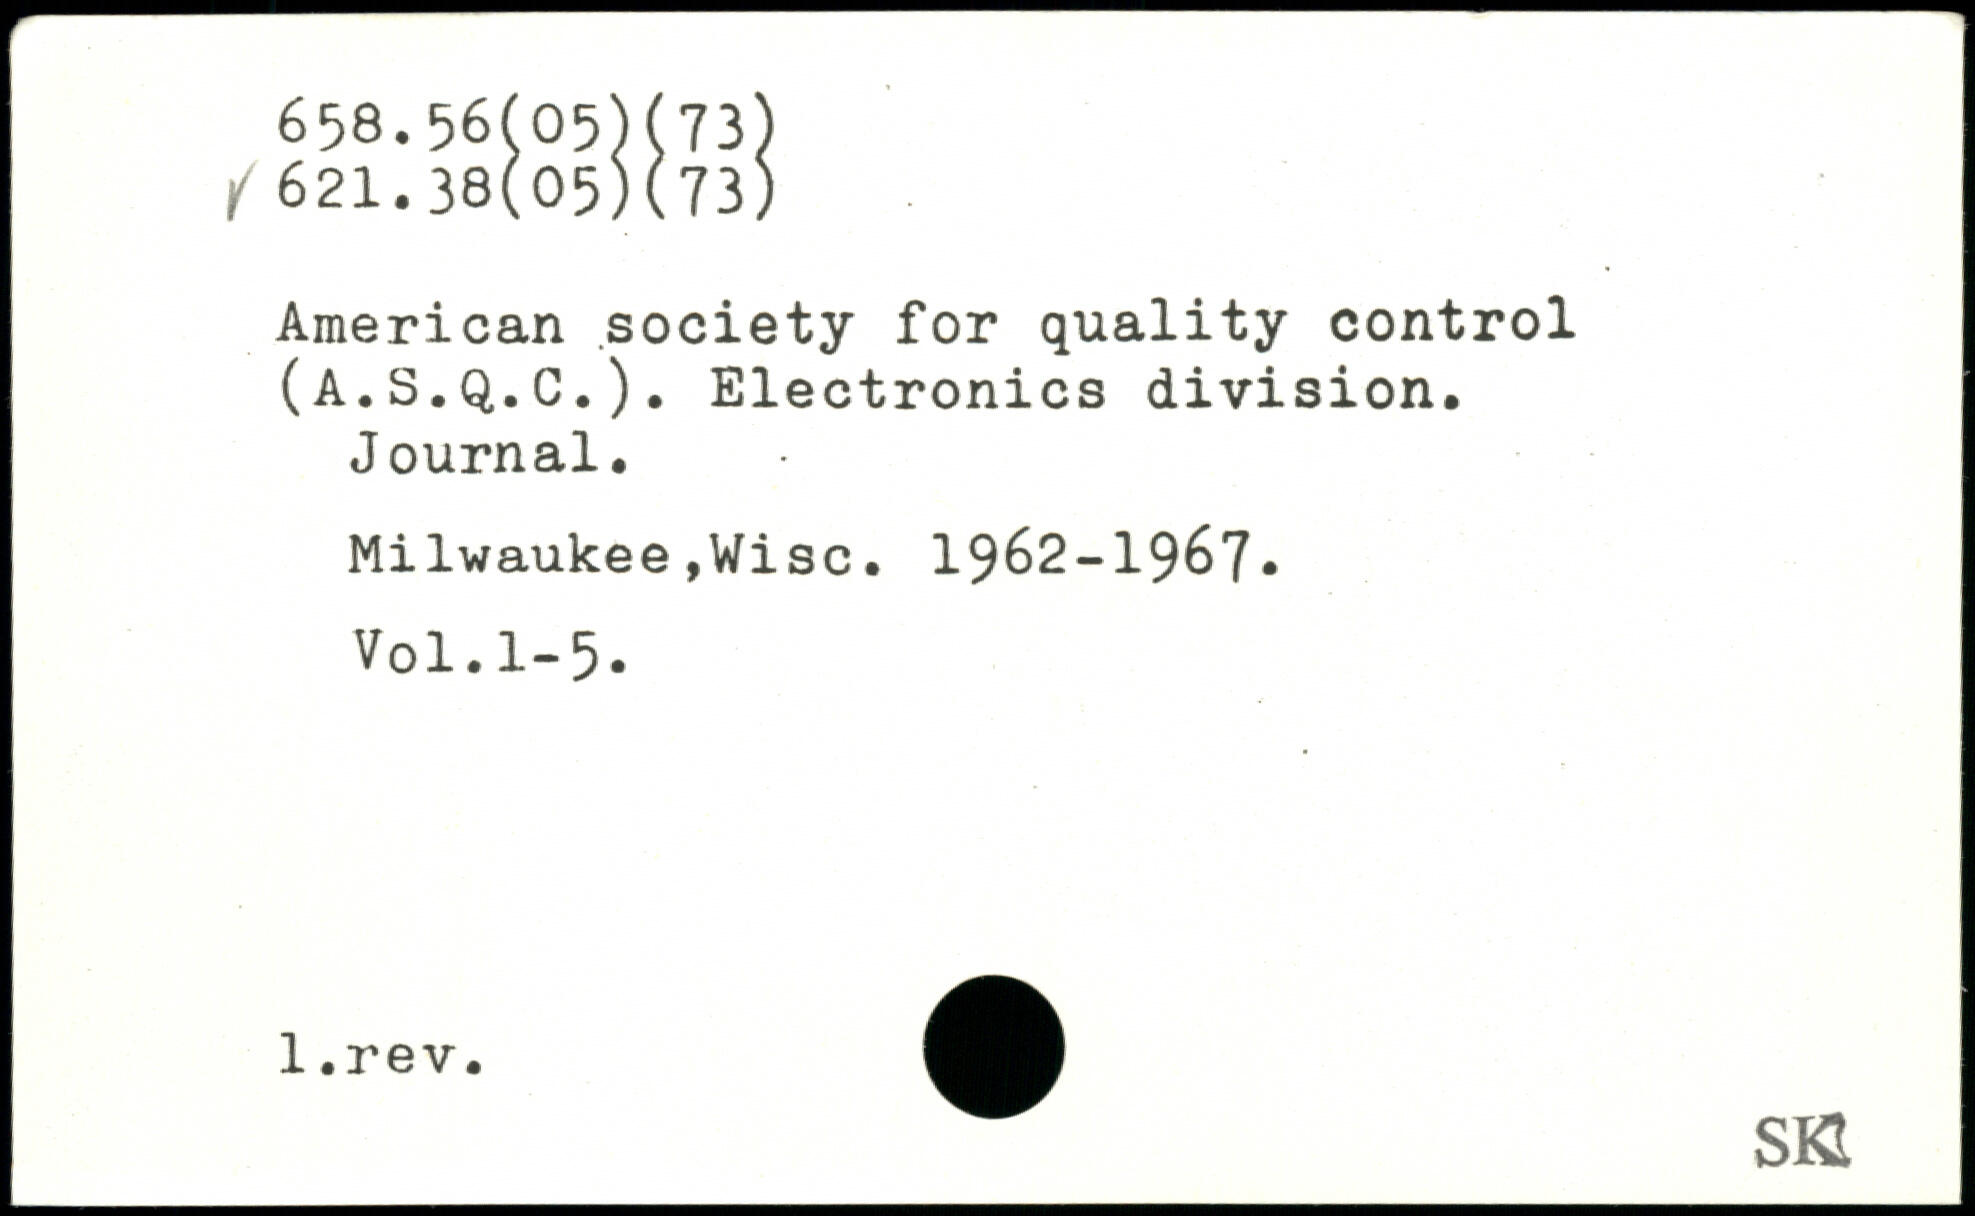 658.56(05)(73)
✓ 621.38(05)(73)
American society for quality control
(A.S.Q.C.). Electronics division.
Journal.
Milwaukee,Wisc. 1962-1967.
Vol.1-5.
1.rev.